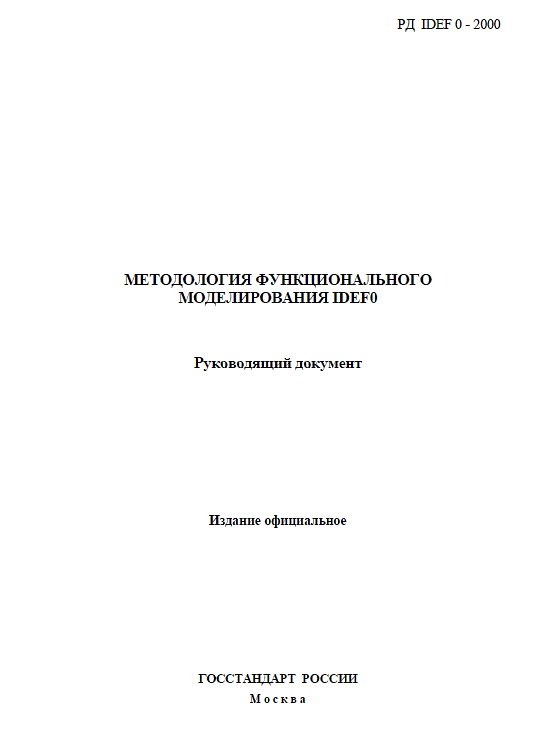 РД IDEF 0 - 2000
МЕТОДОЛОГИЯ ФУНКЦИОНАЛЬНОГО
МОДЕЛИРОВАНИЯ IDEF0
Руководящий документ
Издание официальное
ГОССТАНДАРТ РОССИИ
Москва